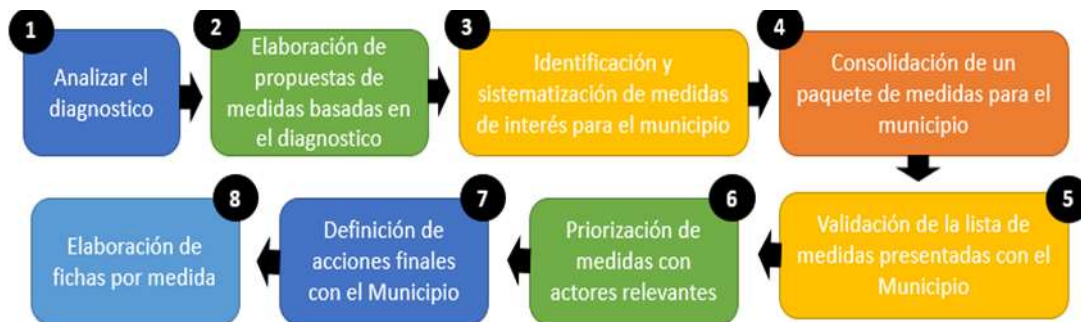 1
Analizar el
diagnostico
2
Elaboración de
propuestas de
medidas basadas en
el diagnostico
3
Identificación y
sistematización de medidas
de interés para el municipio
4
Consolidación de un
paquete de medidas para el
municipio
5
Validación de la lista de
medidas presentadas con el
Municipio
6
Priorización de
medidas con
actores relevantes
7
Definición de
acciones finales
con el Municipio
8
Elaboración de
fichas por medida